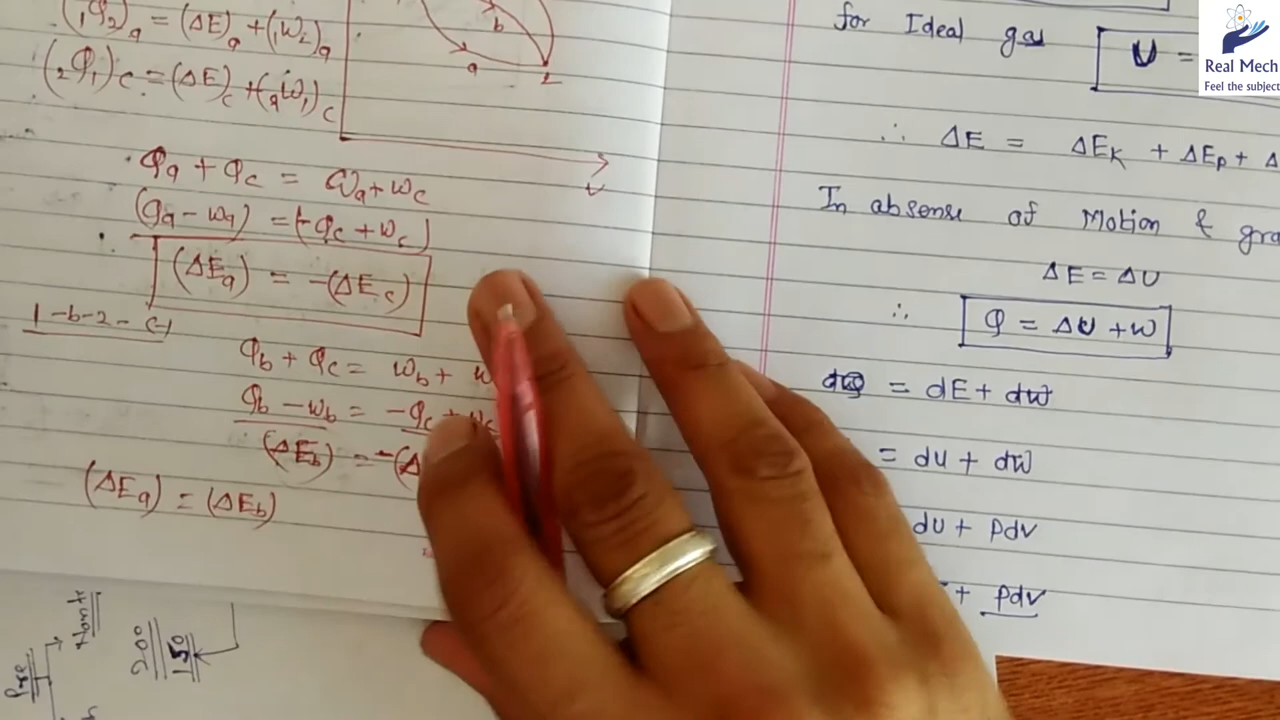 (₁Q₂)a = (ΔE)a + (₁W₂)a
(₂Q₁)c = (ΔE)c + (₂W₁)c
b
a
2
v
Qa + Qc = Wa + Wc
(Qa - Wa) = (-Qc + Wc)
(ΔEa) = -(ΔEc)
1-b-2-c-1
Qb + Qc = Wb + W
Qb - Wb = -Qc + Wc
(ΔEb) = -(Δ
(ΔEa) = (ΔEb)
200
150
for Ideal gas
U =
∴ ΔE = ΔEK + ΔEP + Δ
In absense of Motion & gra
ΔE = ΔU
∴ Q = ΔU + W
dQ = dE + dW
= dU + dW
dU + Pdv
+ Pdv
Real Mech
Feel the subject